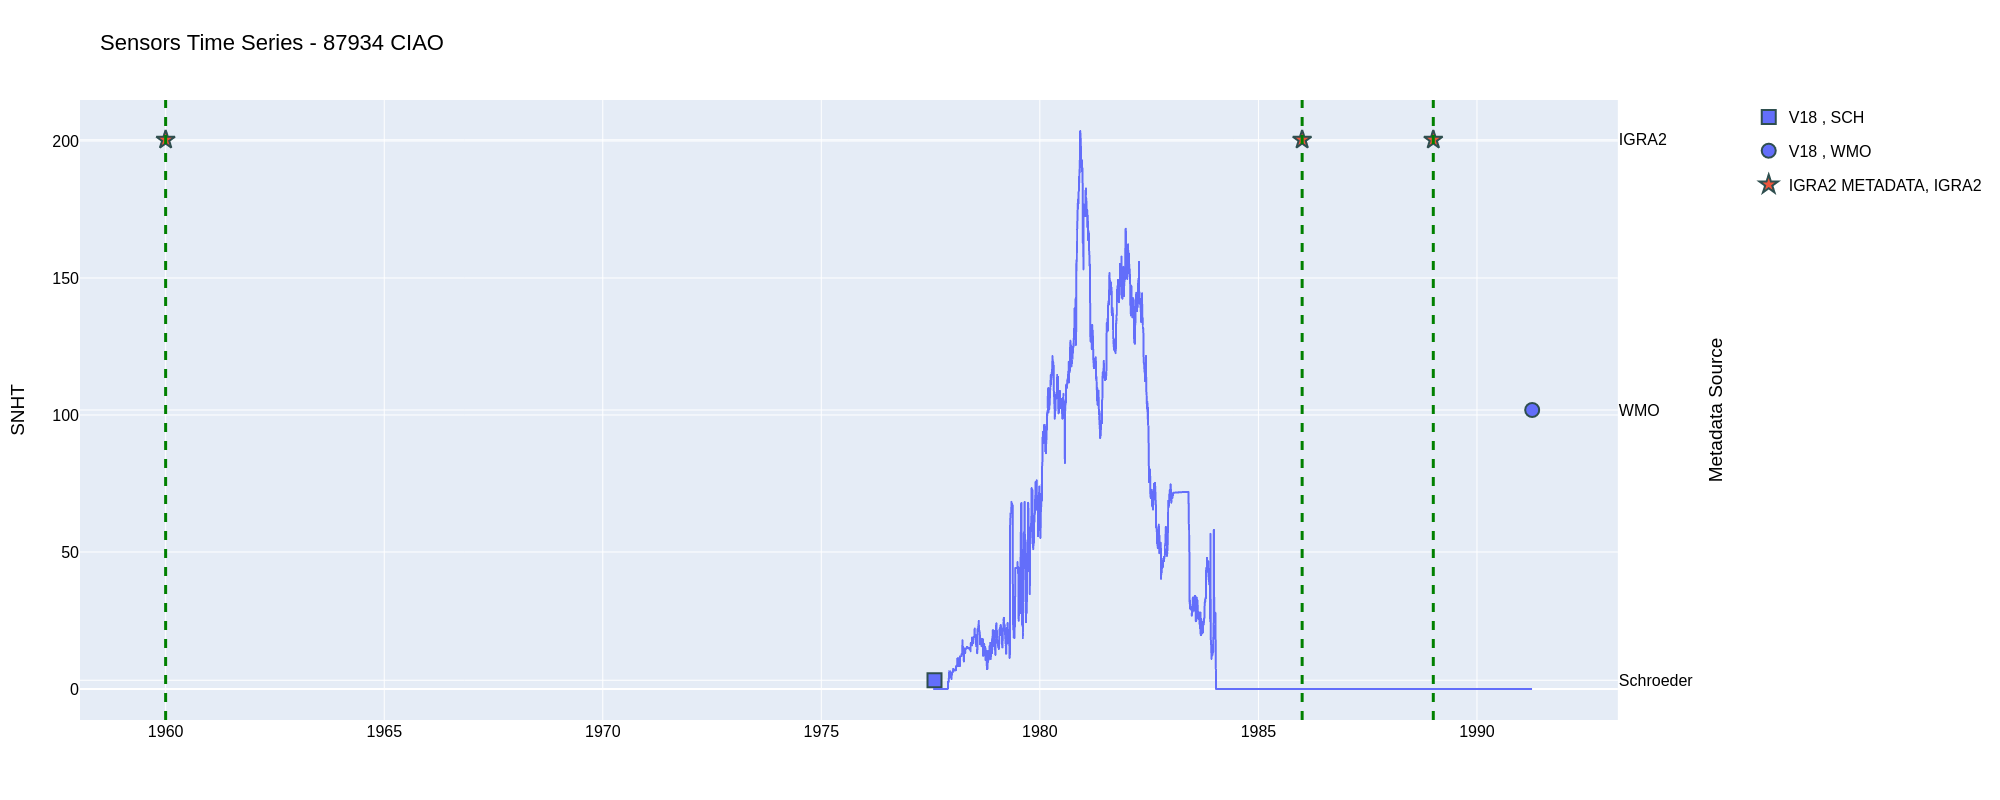 Sensors Time Series - 87934 CIAO
V18 , SCH
V18 , WMO
IGRA2 METADATA, IGRA2
SNHT
200
150
100
50
0
IGRA2
WMO
Schroeder
Metadata Source
1960 1965 1970 1975 1980 1985 1990